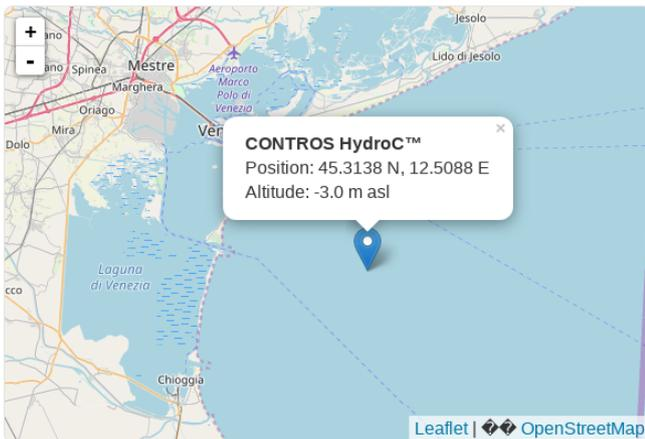 Jesolo
+
ano
-
ano
Spinea
Mestre
Lido di Jesolo
Aeroporto
Marco
Polo di
Venezia
Marghera
Oriago
Mira
Ven
Dolo
×
CONTROS HydroC™
Position: 45.3138 N, 12.5088 E
Altitude: -3.0 m asl
Laguna
di Venezia
cco
Chioggia
Leaflet | �� OpenStreetMap